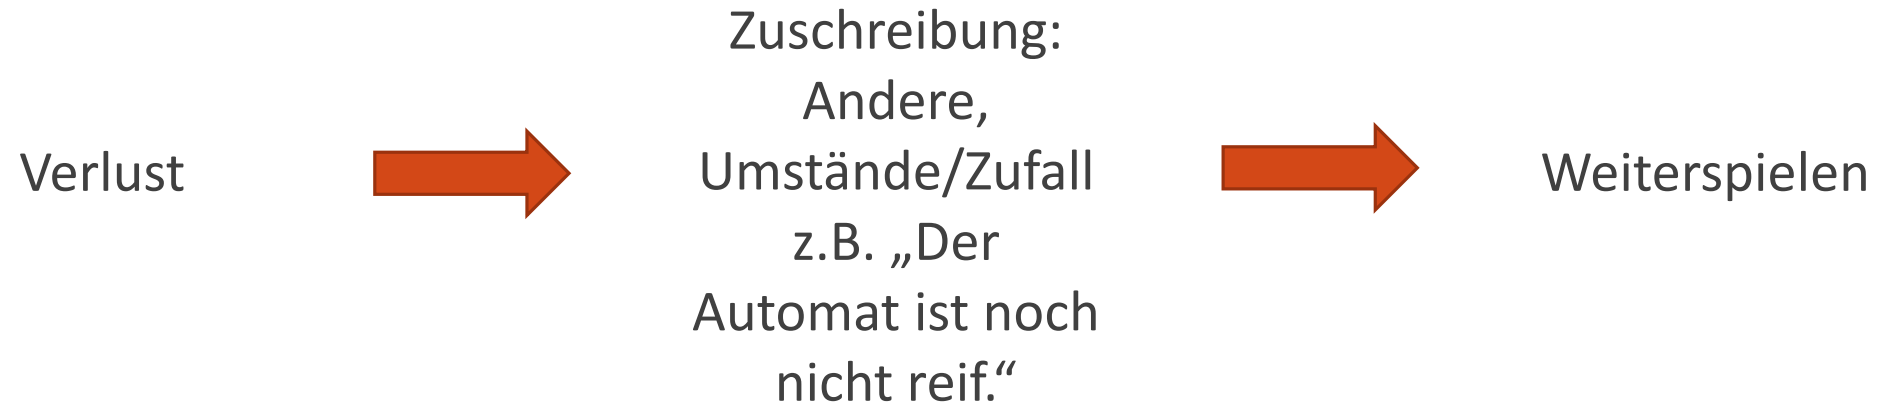 Verlust
Zuschreibung:
Andere,
Umstände/Zufall
z.B. „Der
Automat ist noch
nicht reif.“
Weiterspielen